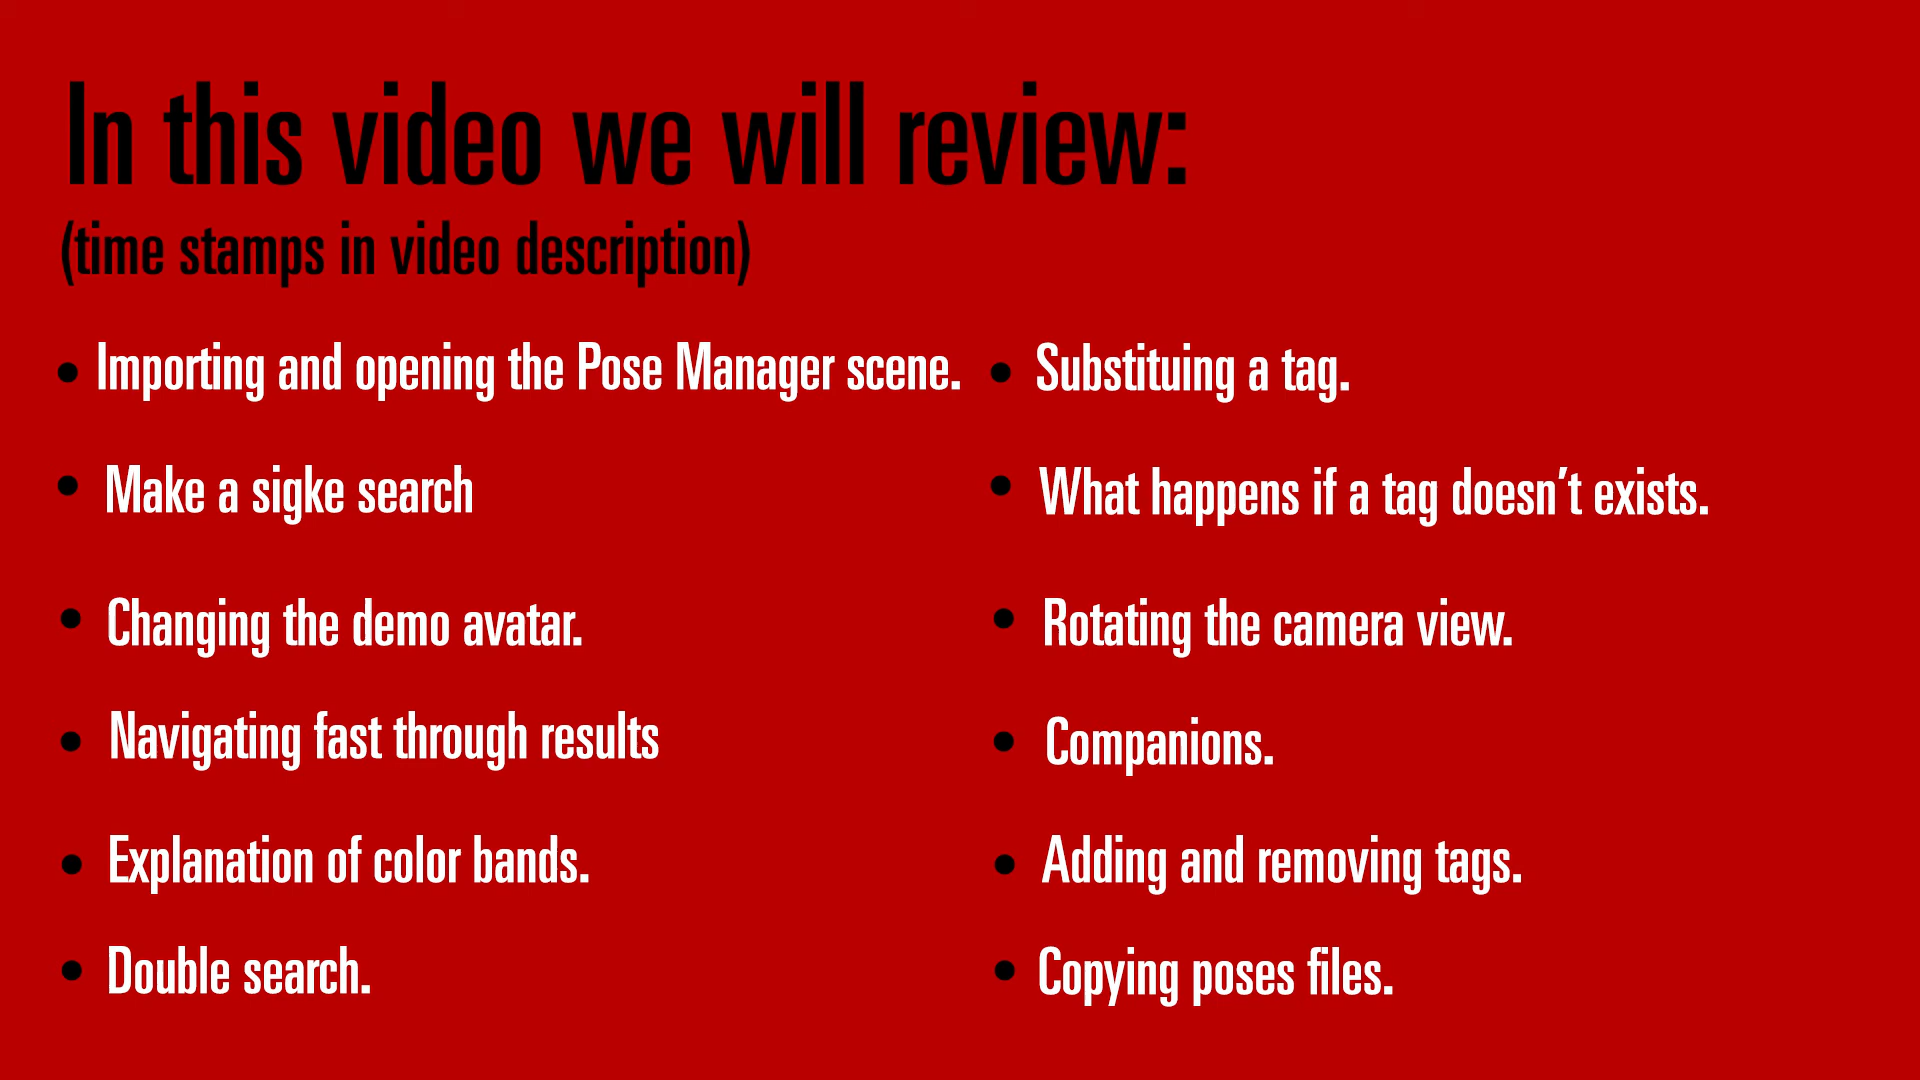 In this video we will review:
(time stamps in video description)
Importing and opening the Pose Manager scene.
Make a sigke search
Changing the demo avatar.
Navigating fast through results
Explanation of color bands.
Double search.
Substituing a tag.
What happens if a tag doesn't exists.
Rotating the camera view.
Companions.
Adding and removing tags.
Copying poses files.